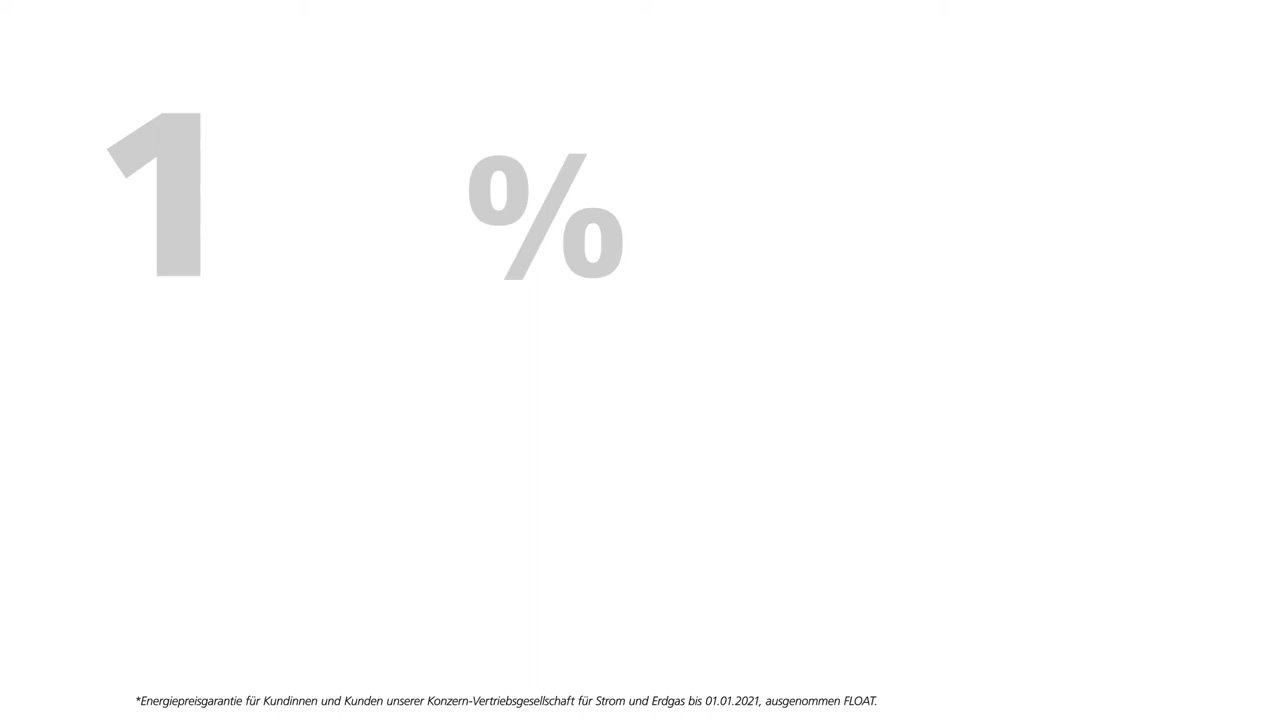 1 %
*Energiepreisgarantie für Kundinnen und Kunden unserer Konzern-Vertriebsgesellschaft für Strom und Erdgas bis 01.01.2021, ausgenommen FLOAT.